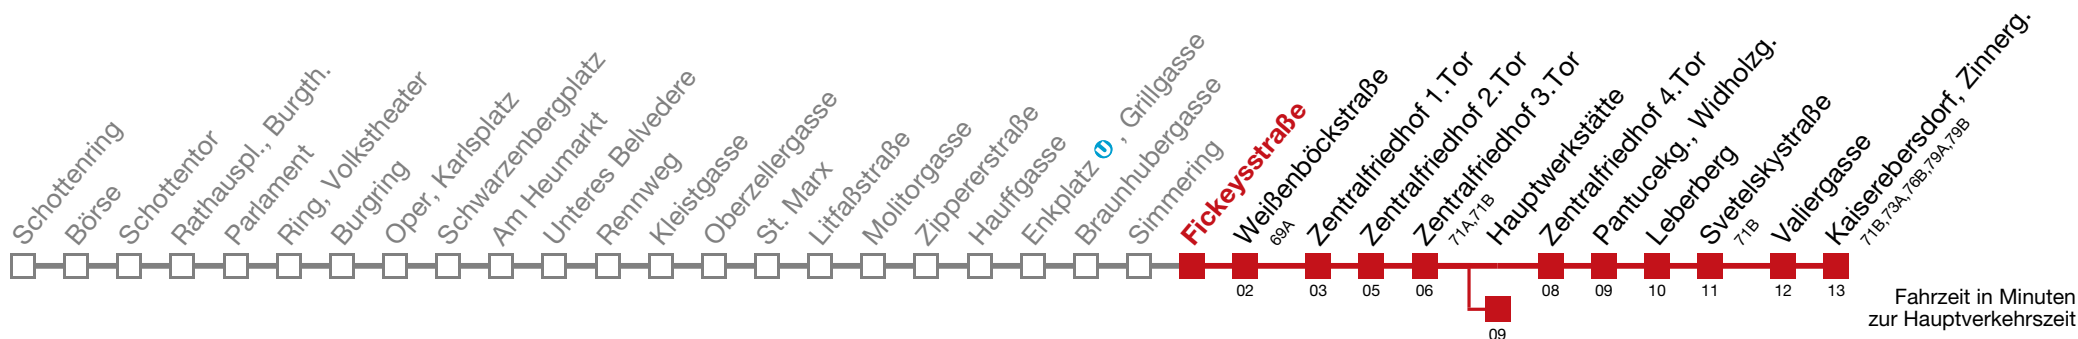 Schottenring
Börse
Schottentor
Rathauspl., Burgth.
Parlament
Ring, Volkstheater
Burgring
Oper, Karlsplatz
Schwarzenbergplatz
Am Heumarkt
Unteres Belvedere
Rennweg
Kleistgasse
Oberzellergasse
St. Marx
Litfaßstraße
Molitorgasse
Zippererstraße
Hauffgasse
Enkplatz U , Grillgasse
Braunhubergasse
Simmering
Fickeysstraße
Weißenböckstraße
69A
Zentralfriedhof 1.Tor
Zentralfriedhof 2.Tor
Zentralfriedhof 3.Tor
71A,71B
Hauptwerkstätte
Zentralfriedhof 4.Tor
Pantucekg., Widholzg.
Leberberg
Svetelskystraße
71B
Valiergasse
Kaiserebersdorf, Zinnerg.
71B,73A,76B,79A,79B
02
03
05
06
09
08
09
10
11
12
13
Fahrzeit in Minuten
zur Hauptverkehrszeit